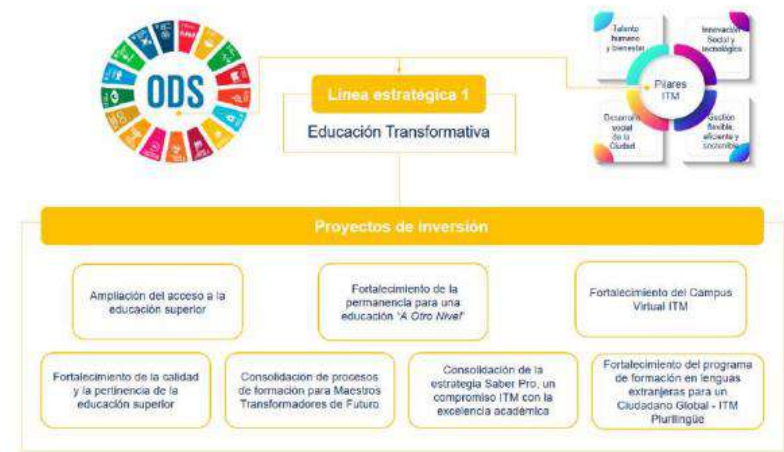 ODS
Línea estratégica 1
Educación Transformativa
Talento
humano
y bienestar
Innovación
Social y
tecnológica
Pilares
ITM
Desarrollo
social
de la
Ciudad
Gestión
flexible,
eficiente y
sostenible
Proyectos de inversión
Ampliación del acceso a la
educación superior
Fortalecimiento de la
permanencia para una
educación "A Otro Nivel"
Fortalecimiento del Campus
Virtual ITM
Fortalecimiento de la calidad
y la pertinencia de la
educación superior
Consolidación de procesos
de formación para Maestros
Transformadores de Futuro
Consolidación de la
estrategia Saber Pro, un
compromiso ITM con la
excelencia académica
Fortalecimiento del programa
de formación en lenguas
extranjeras para un
Ciudadano Global - ITM
Plurilingüe